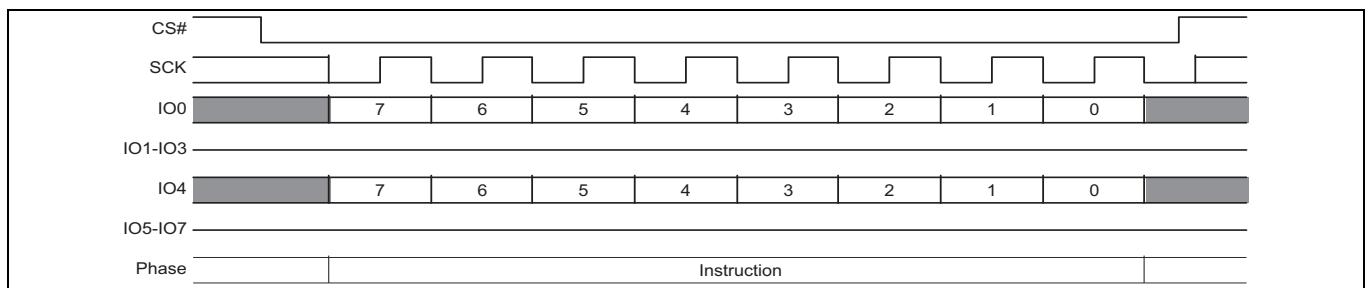 CS#
SCK
IO0 7 6 5 4 3 2 1 0
IO1-IO3
IO4 7 6 5 4 3 2 1 0
IO5-IO7
Phase Instruction